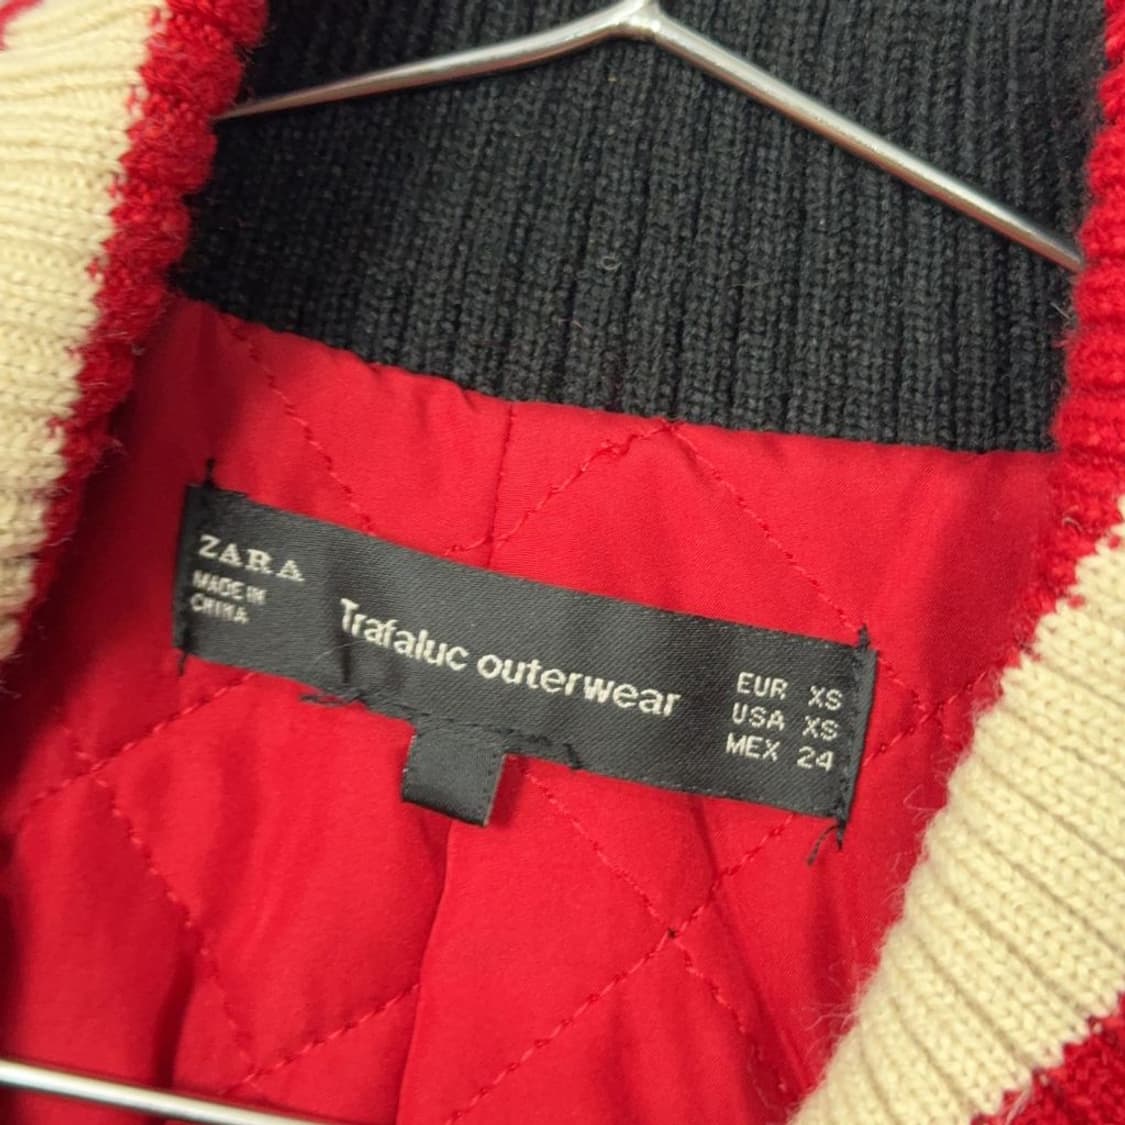 ZARA
MADE IN
CHINA
Trafaluc outerwear
EUR XS
USA XS
MEX 24